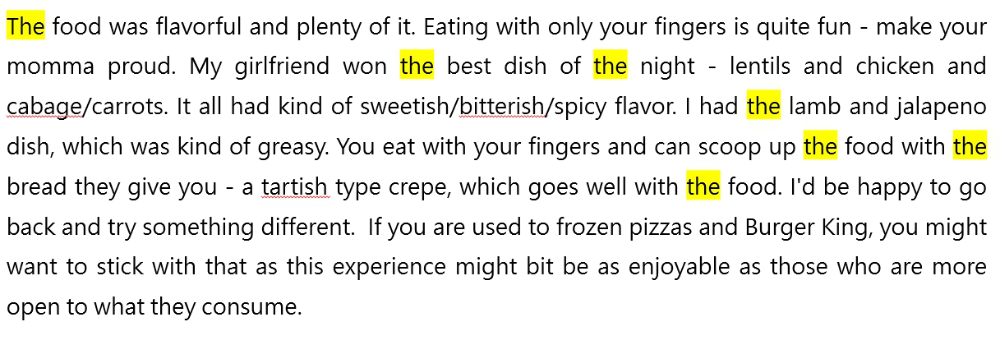 The food was flavorful and plenty of it. Eating with only your fingers is quite fun - make your
momma proud. My girlfriend won the best dish of the night - lentils and chicken and
cabage/carrots. It all had kind of sweetish/bitterish/spicy flavor. I had the lamb and jalapeno
dish, which was kind of greasy. You eat with your fingers and can scoop up the food with the
bread they give you - a tartish type crepe, which goes well with the food. I'd be happy to go
back and try something different.  If you are used to frozen pizzas and Burger King, you might
want to stick with that as this experience might bit be as enjoyable as those who are more
open to what they consume.